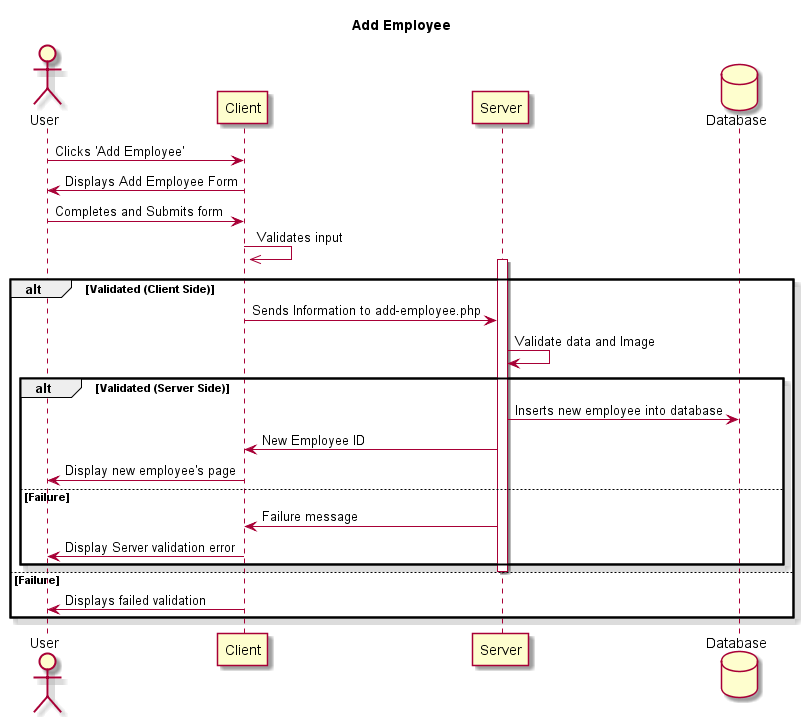 Add Employee
User
Client
Server
Database
Clicks 'Add Employee'
Displays Add Employee Form
Completes and Submits form
Validates input
alt [Validated (Client Side)]
Sends Information to add-employee.php
Validate data and Image
alt [Validated (Server Side)]
Inserts new employee into database
New Employee ID
Display new employee's page
[Failure]
Failure message
Display Server validation error
[Failure]
Displays failed validation
User
Client
Server
Database